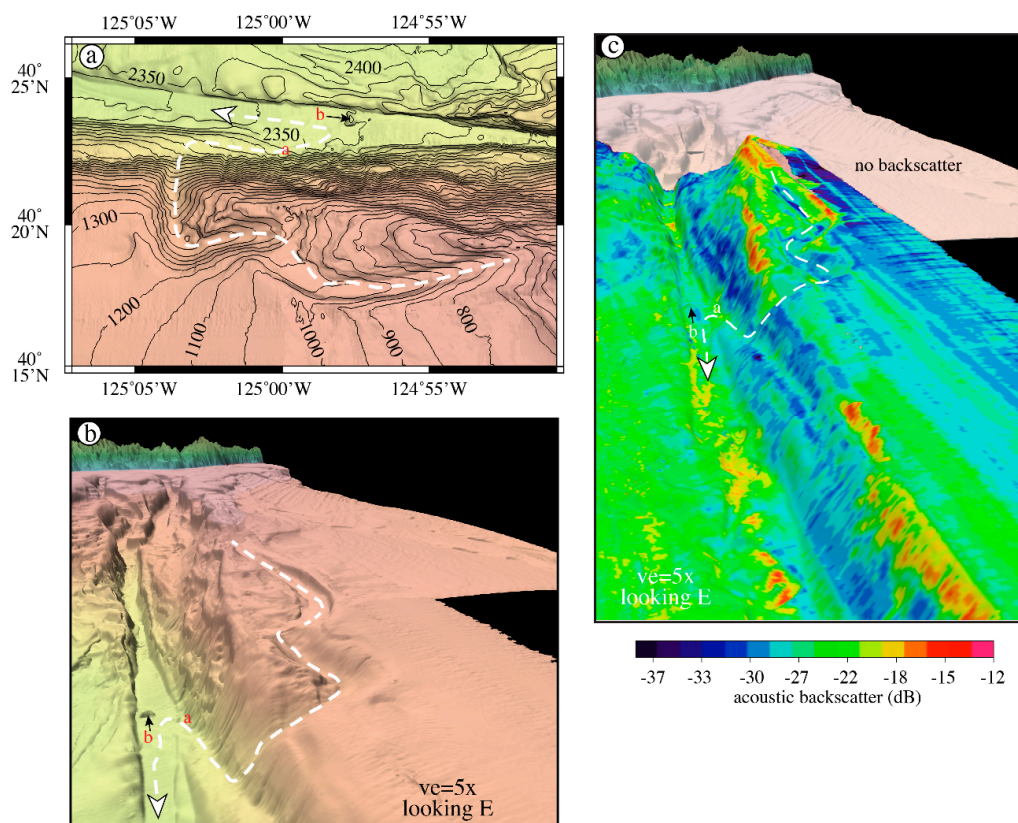 125°05'W 125°00'W 124°55'W
a
40°
25'N
2350
2400
b
2350
a
40°
20'N
1300
1200
1100
1000
900
800
40°
15'N
125°05'W 125°00'W 124°55'W
b
a
b
ve=5x
looking E
c
no backscatter
a
b
ve=5x
looking E
-37 -33 -30 -27 -22 -18 -15 -12
acoustic backscatter (dB)